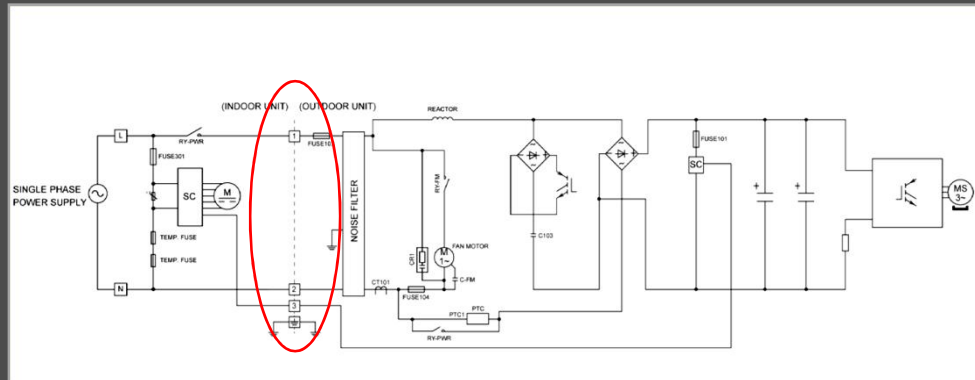 (INDOOR UNIT) (OUTDOOR UNIT)
REACTOR
L
RY-PWR
1
FUSE301
FUSE101
SC
SINGLE PHASE
POWER SUPPLY
SC
M
NOISE FILTER
RY-FM
C103
MS
3~
TEMP. FUSE
TEMP. FUSE
CR1
M
1~
FAN MOTOR
C-FM
N
2
CT101
FUSE104
3
PTC1
PTC
RY-PWR